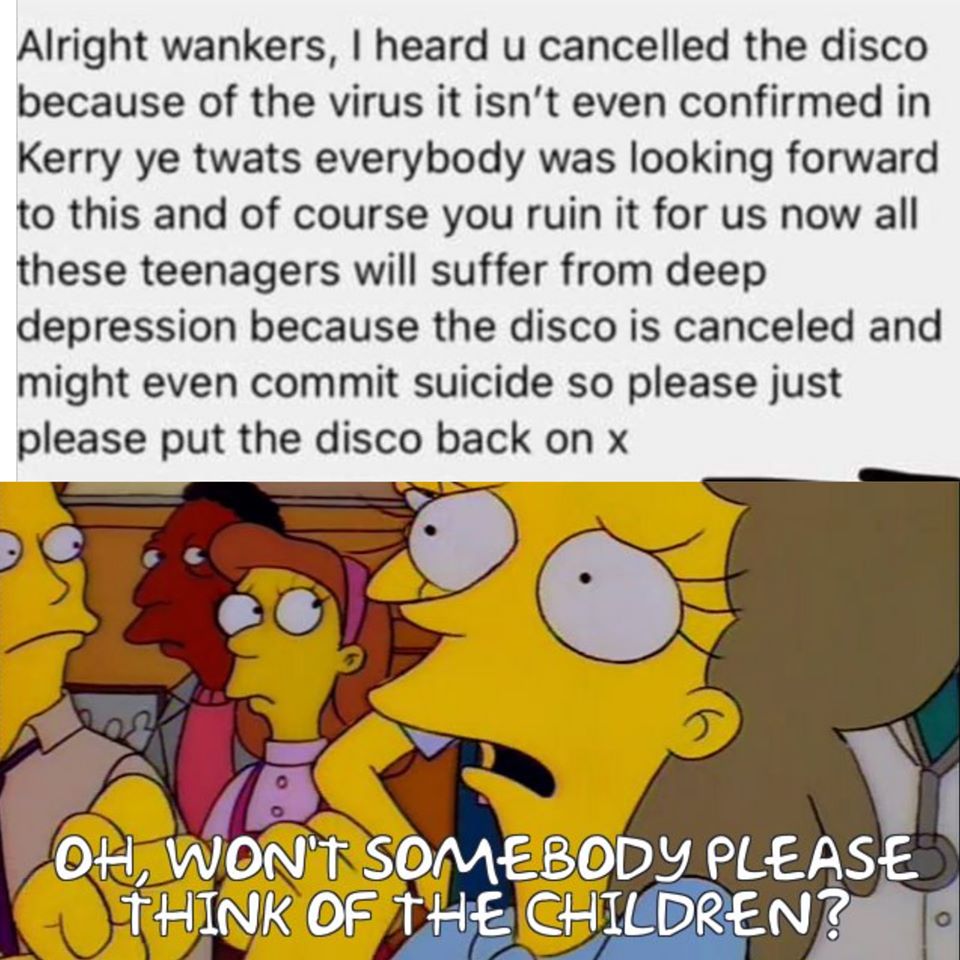 Alright wankers, I heard u cancelled the disco
because of the virus it isn't even confirmed in
Kerry ye twats everybody was looking forward
to this and of course you ruin it for us now all
these teenagers will suffer from deep
depression because the disco is canceled and
might even commit suicide so please just
please put the disco back on x
OH, WON'T SOMEBODY PLEASE
THINK OF THE CHILDREN?